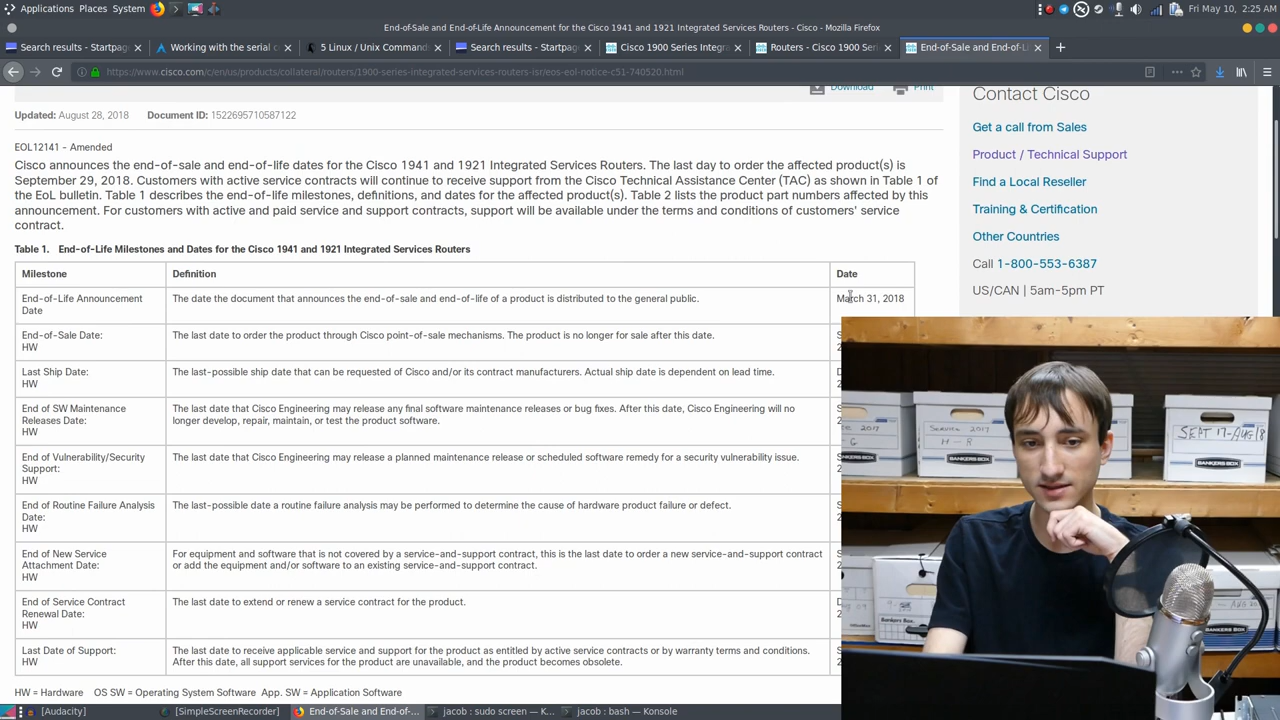 Applications Places System
Fri May 10, 2:25 AM
End-of-Sale and End-of-Life Announcement for the Cisco 1941 and 1921 Integrated Services Routers - Cisco - Mozilla Firefox
Search results - Startpag
Working with the serial c
5 Linux / Unix Comman
Search results - Startpag
Cisco 1900 Series Integra
Routers - Cisco 1900 Seri
End-of-Sale and End-of-Li
https://www.cisco.com/c/en/us/products/collateral/routers/1900-series-integrated-services-routers-isr/eos-eol-notice-c51-740520.html
Download Print
Updated: August 28, 2018 Document ID: 1522695710587122
EOL12141 - Amended
Cisco announces the end-of-sale and end-of-life dates for the Cisco 1941 and 1921 Integrated Services Routers. The last day to order the affected product(s) is
September 29, 2018. Customers with active service contracts will continue to receive support from the Cisco Technical Assistance Center (TAC) as shown in Table 1 of
the EoL bulletin. Table 1 describes the end-of-life milestones, definitions, and dates for the affected product(s). Table 2 lists the product part numbers affected by this
announcement. For customers with active and paid service and support contracts, support will be available under the terms and conditions of customers' service
contract.
Table 1. End-of-Life Milestones and Dates for the Cisco 1941 and 1921 Integrated Services Routers
Milestone Definition Date
End-of-Life Announcement
Date
The date the document that announces the end-of-sale and end-of-life of a product is distributed to the general public.
March 31, 2018
End-of-Sale Date:
HW
The last date to order the product through Cisco point-of-sale mechanisms. The product is no longer for sale after this date.
Last Ship Date:
HW
The last-possible ship date that can be requested of Cisco and/or its contract manufacturers. Actual ship date is dependent on lead time.
End of SW Maintenance
Releases Date:
HW
The last date that Cisco Engineering may release any final software maintenance releases or bug fixes. After this date, Cisco Engineering will no
longer develop, repair, maintain, or test the product software.
End of Vulnerability/Security
Support:
HW
The last date that Cisco Engineering may release a planned maintenance release or scheduled software remedy for a security vulnerability issue.
End of Routine Failure Analysis
Date:
HW
The last-possible date a routine failure analysis may be performed to determine the cause of hardware product failure or defect.
End of New Service
Attachment Date:
HW
For equipment and software that is not covered by a service-and-support contract, this is the last date to order a new service-and-support contract
or add the equipment and/or software to an existing service-and-support contract.
End of Service Contract
Renewal Date:
HW
The last date to extend or renew a service contract for the product.
Last Date of Support:
HW
The last date to receive applicable service and support for the product as entitled by active service contracts or by warranty terms and conditions.
After this date, all support services for the product are unavailable, and the product becomes obsolete.
HW = Hardware OS SW = Operating System Software App. SW = Application Software
Contact Cisco
Get a call from Sales
Product / Technical Support
Find a Local Reseller
Training & Certification
Other Countries
Call 1-800-553-6387
US/CAN | 5am-5pm PT
2017
Service 2017
H - R
SEPT 17-AUG 18
BANKERS BOX
BANKERS BOX
BANKERS BOX
[Audacity]
[SimpleScreenRecorder]
End-of-Sale and End-of-...
jacob : sudo screen — K...
jacob : bash — Konsole